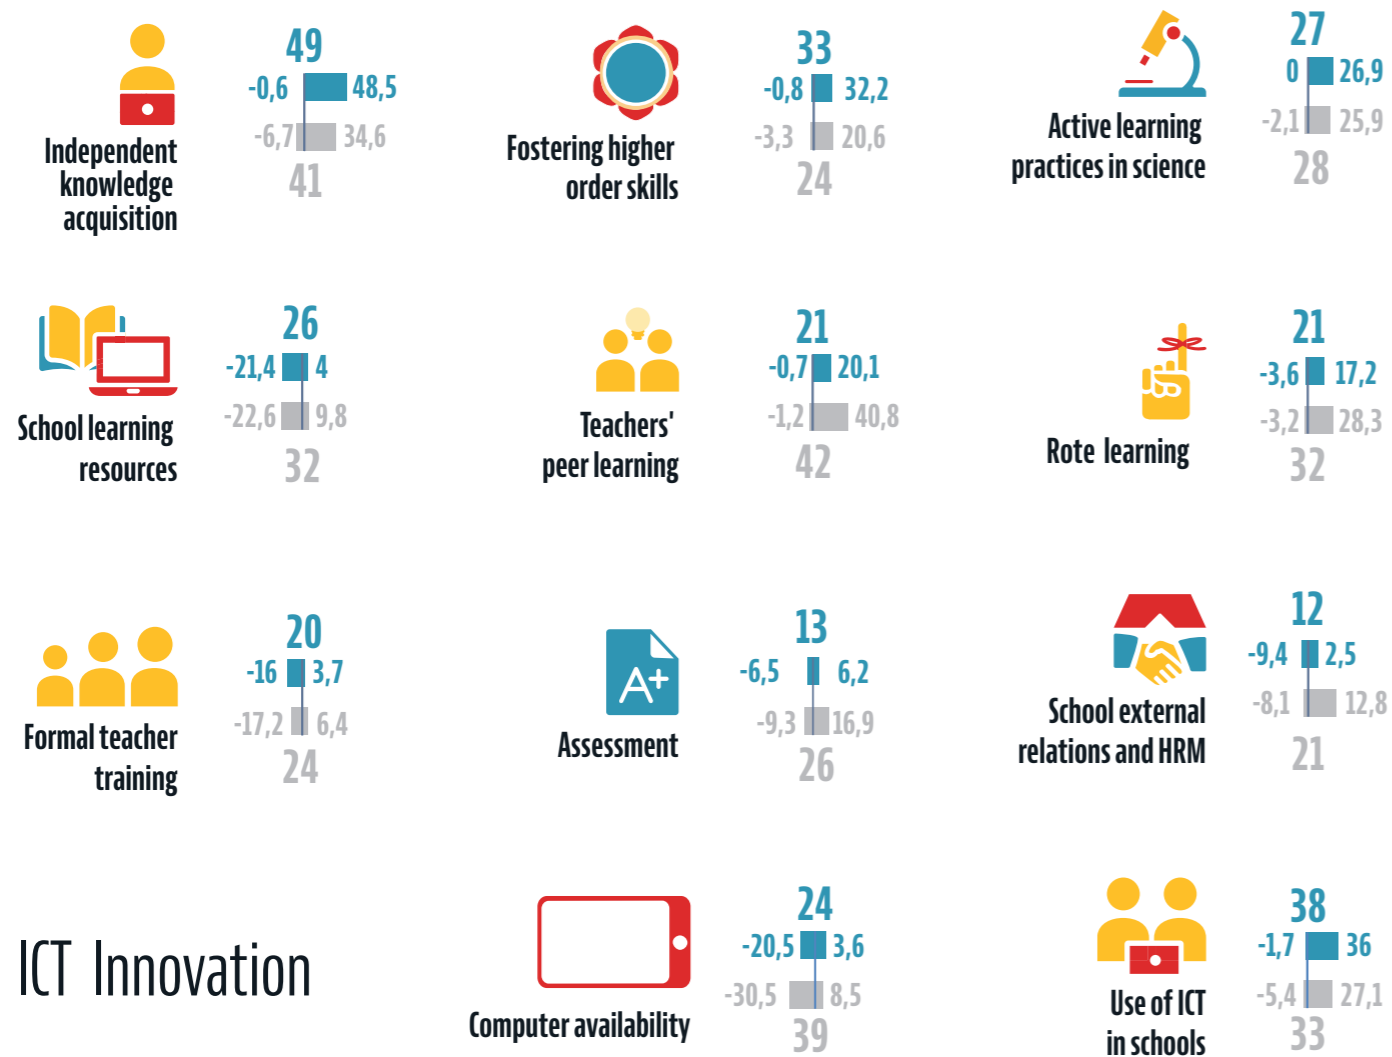 49
-0,6 48,5
-6,7 34,6
41
Independent
knowledge
acquisition
33
-0,8 32,2
-3,3 20,6
24
Fostering higher
order skills
27
0 26,9
-2,1 25,9
28
Active learning
practices in science
26
-21,4 4
-22,6 9,8
32
School learning
resources
21
-0,7 20,1
-1,2 40,8
42
Teachers'
peer learning
21
-3,6 17,2
-3,2 28,3
32
Rote learning
20
-16 3,7
-17,2 6,4
24
Formal teacher
training
A+
13
-6,5 6,2
-9,3 16,9
26
Assessment
12
-9,4 2,5
-8,1 12,8
21
School external
relations and HRM
ICT Innovation
24
-20,5 3,6
-30,5 8,5
39
Computer availability
38
-1,7 36
-5,4 27,1
33
Use of ICT
in schools